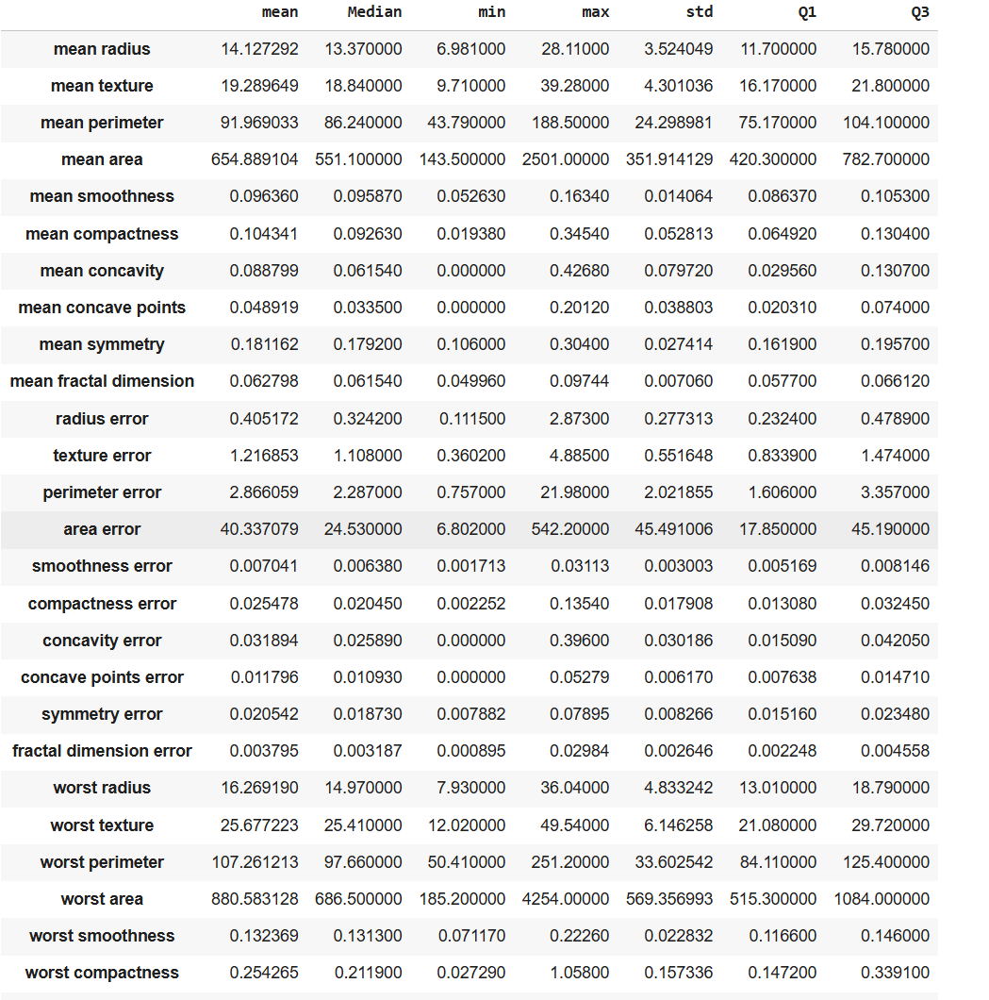 mean Median min max std Q1 Q3
mean radius 14.127292 13.370000 6.981000 28.11000 3.524049 11.700000 15.780000
mean texture 19.289649 18.840000 9.710000 39.28000 4.301036 16.170000 21.800000
mean perimeter 91.969033 86.240000 43.790000 188.50000 24.298981 75.170000 104.100000
mean area 654.889104 551.100000 143.500000 2501.00000 351.914129 420.300000 782.700000
mean smoothness 0.096360 0.095870 0.052630 0.16340 0.014064 0.086370 0.105300
mean compactness 0.104341 0.092630 0.019380 0.34540 0.052813 0.064920 0.130400
mean concavity 0.088799 0.061540 0.000000 0.42680 0.079720 0.029560 0.130700
mean concave points 0.048919 0.033500 0.000000 0.20120 0.038803 0.020310 0.074000
mean symmetry 0.181162 0.179200 0.106000 0.30400 0.027414 0.161900 0.195700
mean fractal dimension 0.062798 0.061540 0.049960 0.09744 0.007060 0.057700 0.066120
radius error 0.405172 0.324200 0.111500 2.87300 0.277313 0.232400 0.478900
texture error 1.216853 1.108000 0.360200 4.88500 0.551648 0.833900 1.474000
perimeter error 2.866059 2.287000 0.757000 21.98000 2.021855 1.606000 3.357000
area error 40.337079 24.530000 6.802000 542.20000 45.491006 17.850000 45.190000
smoothness error 0.007041 0.006380 0.001713 0.03113 0.003003 0.005169 0.008146
compactness error 0.025478 0.020450 0.002252 0.13540 0.017908 0.013080 0.032450
concavity error 0.031894 0.025890 0.000000 0.39600 0.030186 0.015090 0.042050
concave points error 0.011796 0.010930 0.000000 0.05279 0.006170 0.007638 0.014710
symmetry error 0.020542 0.018730 0.007882 0.07895 0.008266 0.015160 0.023480
fractal dimension error 0.003795 0.003187 0.000895 0.02984 0.002646 0.002248 0.004558
worst radius 16.269190 14.970000 7.930000 36.04000 4.833242 13.010000 18.790000
worst texture 25.677223 25.410000 12.020000 49.54000 6.146258 21.080000 29.720000
worst perimeter 107.261213 97.660000 50.410000 251.20000 33.602542 84.110000 125.400000
worst area 880.583128 686.500000 185.200000 4254.00000 569.356993 515.300000 1084.000000
worst smoothness 0.132369 0.131300 0.071170 0.22260 0.022832 0.116600 0.146000
worst compactness 0.254265 0.211900 0.027290 1.05800 0.157336 0.147200 0.339100